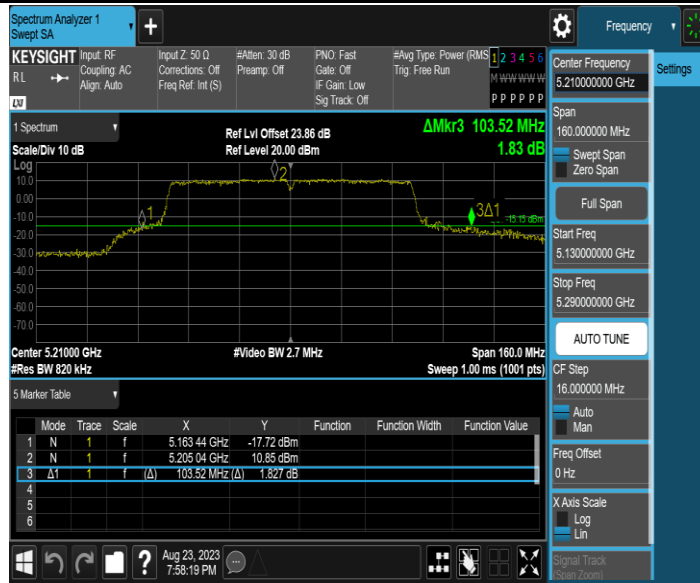 Spectrum Analyzer 1
Swept SA
Frequency
KEYSIGHT
RL
LXI
Input: RF
Coupling: AC
Align: Auto
Input Z: 50 Ω
Corrections: Off
Freq Ref: Int (S)
#Atten: 30 dB
Preamp: Off
PNO: Fast
Gate: Off
IF Gain: Low
Sig Track: Off
#Avg Type: Power (RMS
Trig: Free Run
1 2 3 4 5 6
M W W W W W
P P P P P P
Center Frequency
5.210000000 GHz
Settings
Span
160.000000 MHz
Swept Span
Zero Span
Full Span
Start Freq
5.130000000 GHz
Stop Freq
5.290000000 GHz
AUTO TUNE
CF Step
16.000000 MHz
Auto
Man
Freq Offset
0 Hz
X Axis Scale
Log
Lin
Signal Track
(Span Zoom)
1 Spectrum
Scale/Div 10 dB
Ref Lvl Offset 23.86 dB
Ref Level 20.00 dBm
ΔMkr3 103.52 MHz
1.83 dB
Log
10.0
0.00
-10.0
-20.0
-30.0
-40.0
-50.0
-60.0
-70.0
1
2
3Δ1
-15.15 dBm
Center 5.21000 GHz
#Video BW 2.7 MHz
Span 160.0 MHz
#Res BW 820 kHz
Sweep 1.00 ms (1001 pts)
5 Marker Table
Mode Trace Scale X Y Function Function Width Function Value
1 N 1 f 5.163 44 GHz -17.72 dBm
2 N 1 f 5.205 04 GHz 10.85 dBm
3 Δ1 1 f (Δ) 103.52 MHz (Δ) 1.827 dB
4
5
6
?
Aug 23, 2023
7:58:19 PM